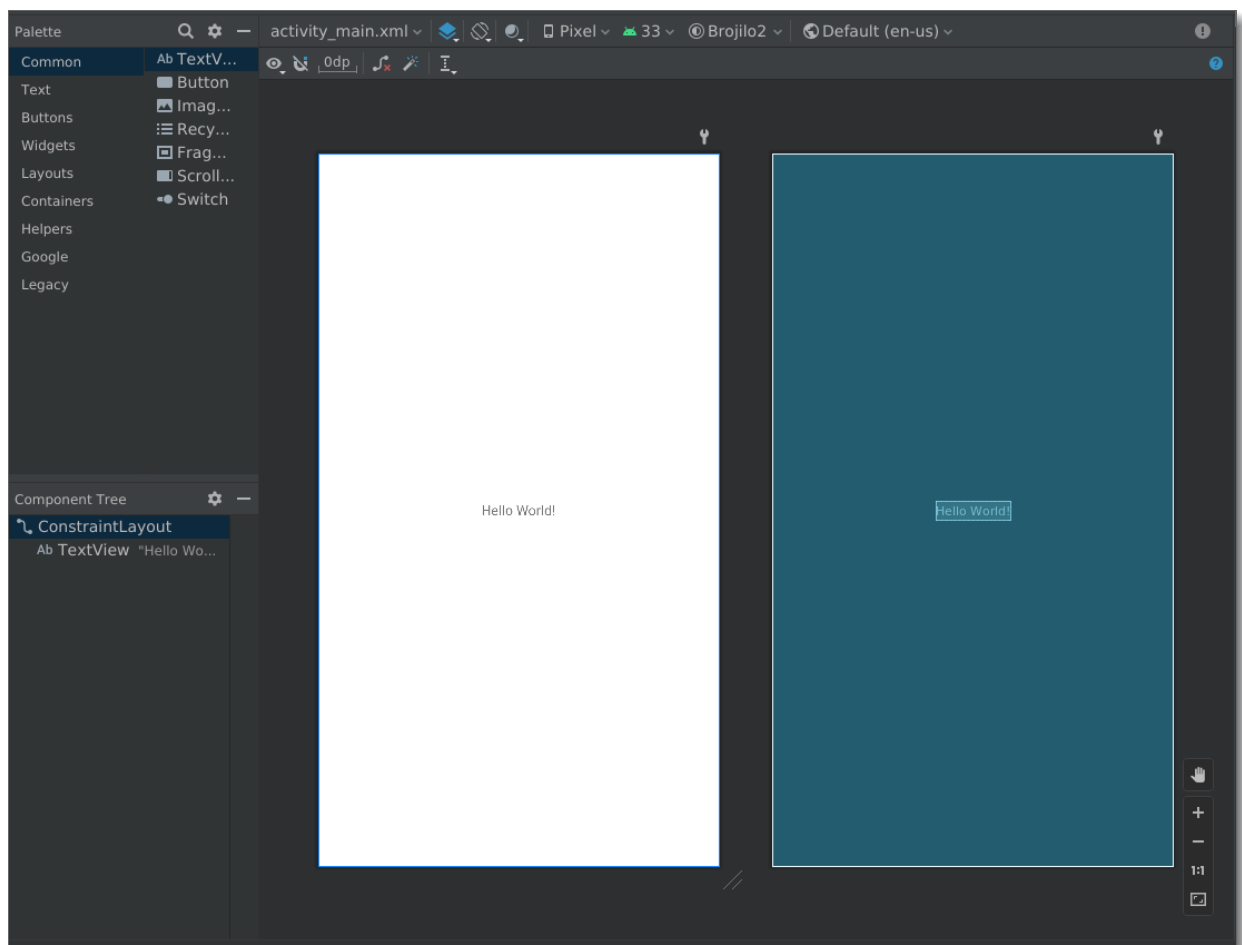 Palette
activity_main.xml
Pixel
33
Brojilo2
Default (en-us)
0dp
Common
Text
Buttons
Widgets
Layouts
Containers
Helpers
Google
Legacy
Ab TextV...
Button
Imag...
Recy...
Frag...
Scroll...
Switch
Hello World!
Hello World!
Component Tree
ConstraintLayout
Ab TextView "Hello Wo...
1:1